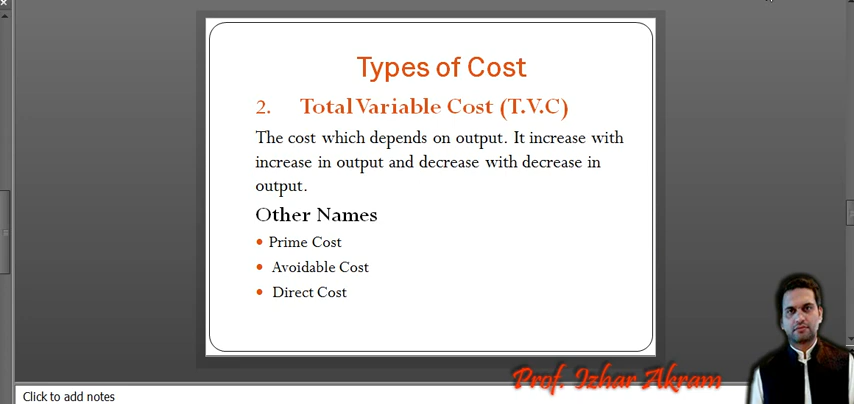 Types of Cost
2. Total Variable Cost (T.V.C)
The cost which depends on output. It increase with
increase in output and decrease with decrease in
output.
Other Names
• Prime Cost
• Avoidable Cost
• Direct Cost
Prof. Izhar Akram
Click to add notes